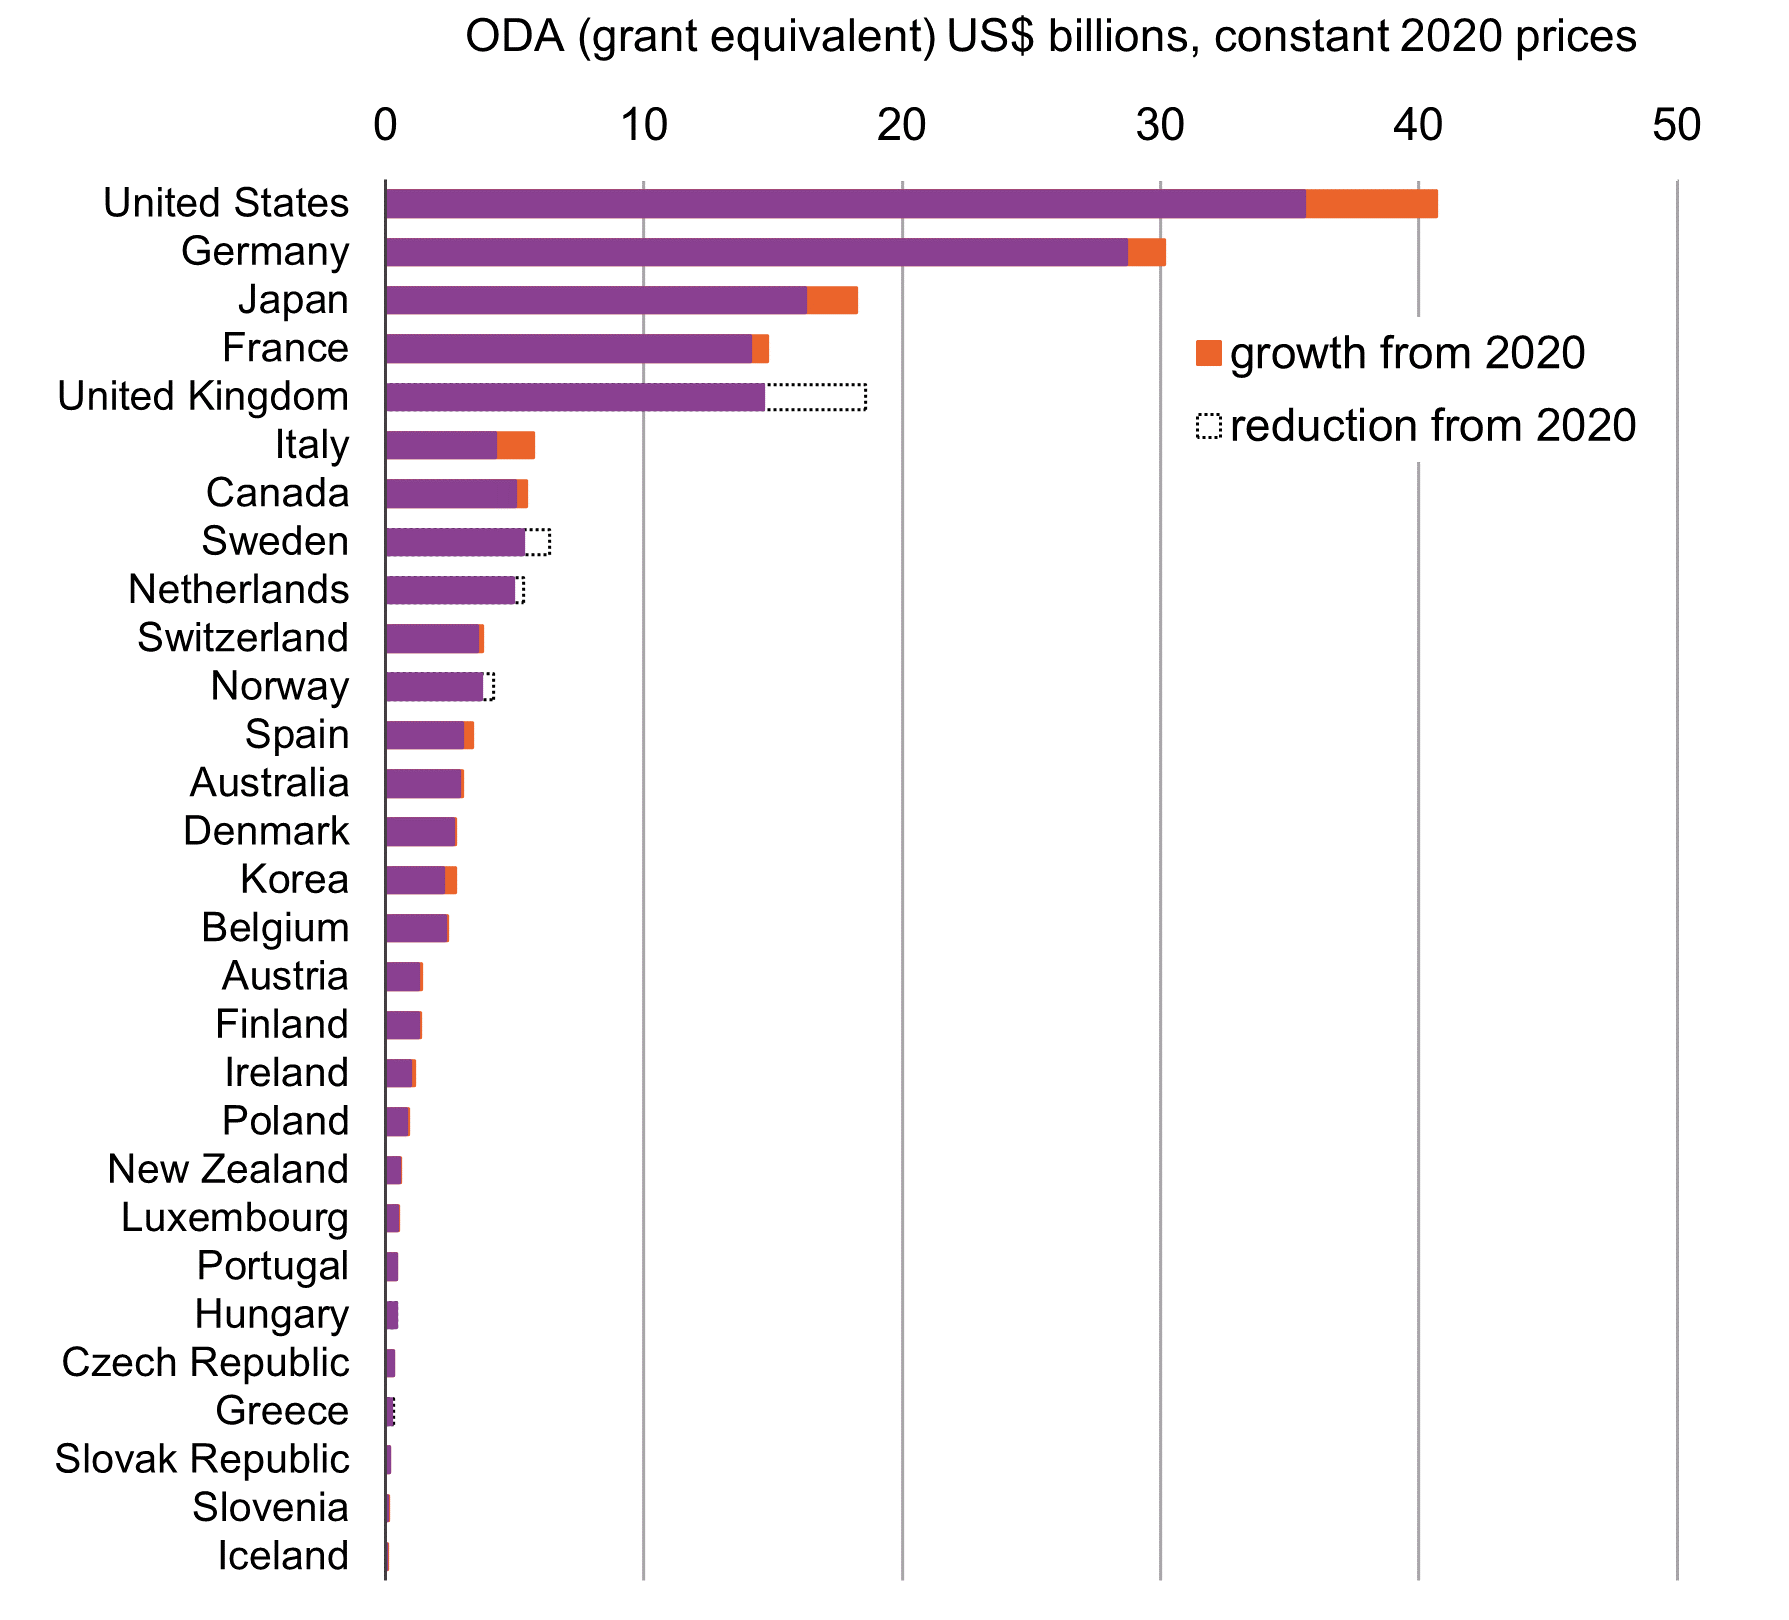 ODA (grant equivalent) US$ billions, constant 2020 prices
0 10 20 30 40 50
United States
Germany
Japan
France
United Kingdom
Italy
Canada
Sweden
Netherlands
Switzerland
Norway
Spain
Australia
Denmark
Korea
Belgium
Austria
Finland
Ireland
Poland
New Zealand
Luxembourg
Portugal
Hungary
Czech Republic
Greece
Slovak Republic
Slovenia
Iceland
growth from 2020
reduction from 2020